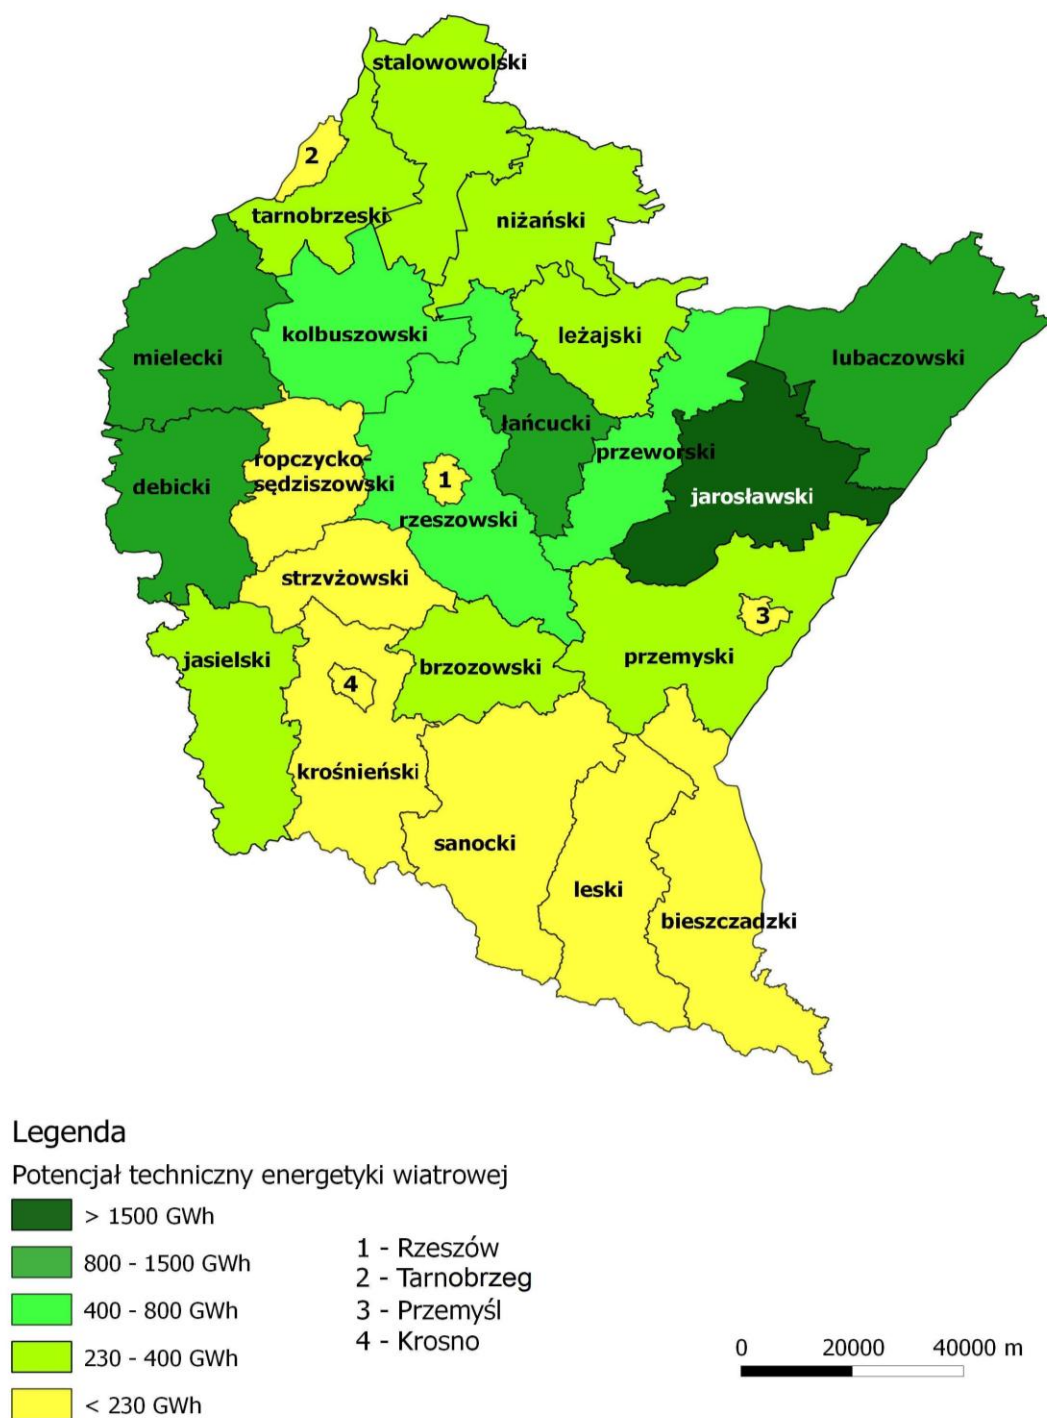 stalowowolski
2
tarnobrzeski
niżański
kolbuszowski
leżajski
mielecki
lubaczowski
łańcucki
ropczycko-
sędziszowski
przeworski
debicki
1
jarosławski
rzeszowski
strzvżowski
3
jasielski
brzozowski
przemyski
4
krośnieński
sanocki
leski
bieszczadzki
Legenda
Potencjał techniczny energetyki wiatrowej
> 1500 GWh
800 - 1500 GWh
400 - 800 GWh
230 - 400 GWh
< 230 GWh
1 - Rzeszów
2 - Tarnobrzeg
3 - Przemyśl
4 - Krosno
0 20000 40000 m